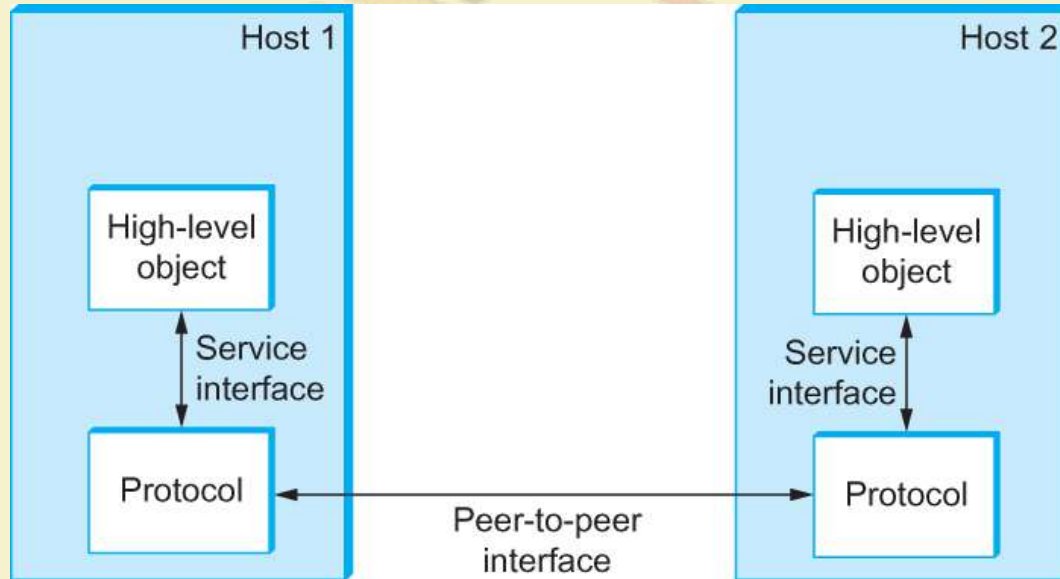 Host 1
High-level
object
Service
interface
Protocol
Host 2
High-level
object
Service
interface
Protocol
Peer-to-peer
interface